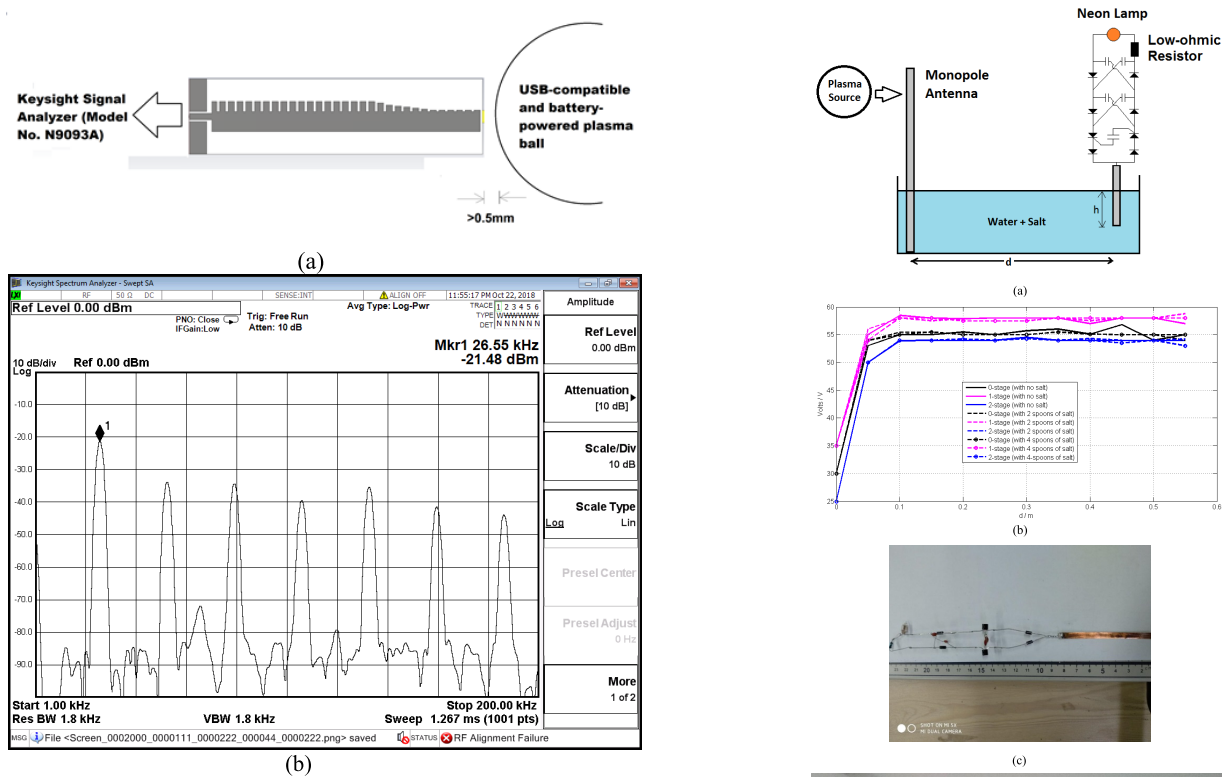 Keysight Signal
Analyzer (Model
No. N9093A)
USB-compatible
and battery-
powered plasma
ball
>0.5mm
(a)
Keysight Spectrum Analyzer - Swept SA
RF
50 Ω
DC
SENSE:INT
ALIGN OFF
11:55:17 PM Oct 22, 2018
Ref Level 0.00 dBm
PNO: Close
IFGain:Low
Trig: Free Run
Atten: 10 dB
Avg Type: Log-Pwr
TRACE 1 2 3 4 5 6
TYPE WWWWWW
DET N N N N N N
Mkr1 26.55 kHz
-21.48 dBm
10 dB/div
Log
Ref 0.00 dBm
1
-10.0
-20.0
-30.0
-40.0
-50.0
-60.0
-70.0
-80.0
-90.0
Start 1.00 kHz
Stop 200.00 kHz
Res BW 1.8 kHz
VBW 1.8 kHz
Sweep 1.267 ms (1001 pts)
MSG
File <Screen_0002000_0000111_0000222_000044_0000222.png> saved
STATUS
RF Alignment Failure
Amplitude
Ref Level
0.00 dBm
Attenuation
[10 dB]
Scale/Div
10 dB
Scale Type
Log Lin
Presel Center
Presel Adjust
0 Hz
More
1 of 2
(b)
Neon Lamp
Low-ohmic
Resistor
Plasma
Source
Monopole
Antenna
h
Water + Salt
d
(a)
60
55
50
45
40
35
30
25
Volts / V
0-stage (with no salt)
1-stage (with no salt)
2-stage (with no salt)
0-stage (with 2 spoons of salt)
1-stage (with 2 spoons of salt)
2-stage (with 2 spoons of salt)
0-stage (with 4 spoons of salt)
1-stage (with 4 spoons of salt)
2-stage (with 4-spoons of salt)
0 0.1 0.2 0.3 0.4 0.5 0.6
d / m
(b)
20
15
10
5
SHOT ON MI 5X
MI DUAL CAMERA
(c)